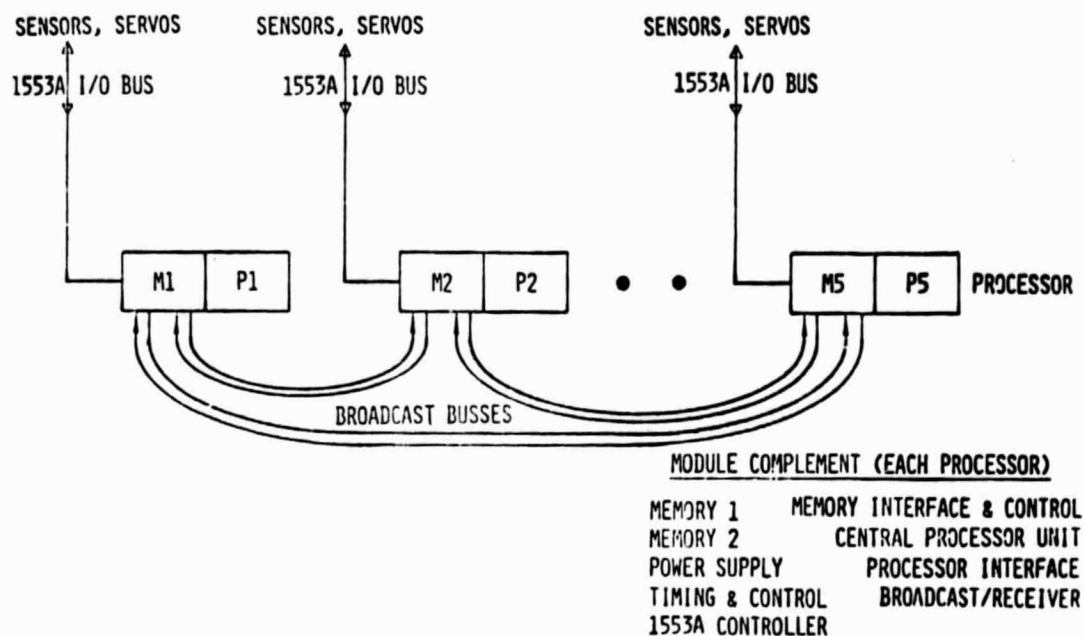 SENSORS, SERVOS
SENSORS, SERVOS
SENSORS, SERVOS
1553A I/O BUS
1553A I/O BUS
1553A I/O BUS
M1 P1
M2 P2
M5 P5
PROCESSOR
BROADCAST BUSSES
MODULE COMPLEMENT (EACH PROCESSOR)
MEMORY 1 MEMORY INTERFACE & CONTROL
MEMORY 2 CENTRAL PROCESSOR UNIT
POWER SUPPLY PROCESSOR INTERFACE
TIMING & CONTROL BROADCAST/RECEIVER
1553A CONTROLLER